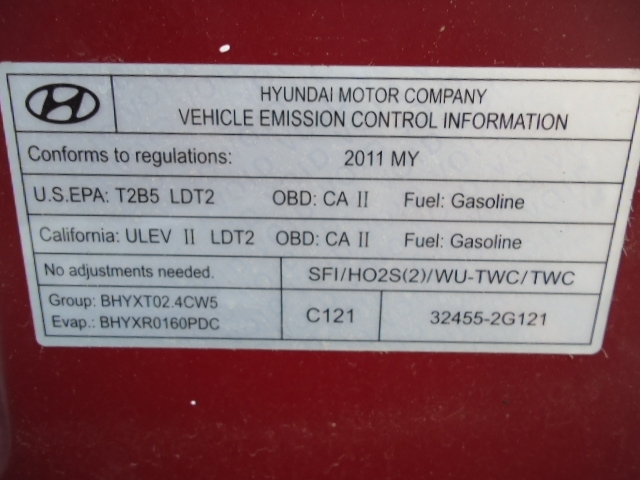 HYUNDAI MOTOR COMPANY
VEHICLE EMISSION CONTROL INFORMATION
Conforms to regulations: 2011 MY
U.S.EPA: T2B5 LDT2 OBD: CA II Fuel: Gasoline
California: ULEV II LDT2 OBD: CA II Fuel: Gasoline
No adjustments needed. SFI/HO2S(2)/WU-TWC/TWC
Group: BHYXT02.4CW5
Evap.: BHYXR0160PDC
C121
32455-2G121